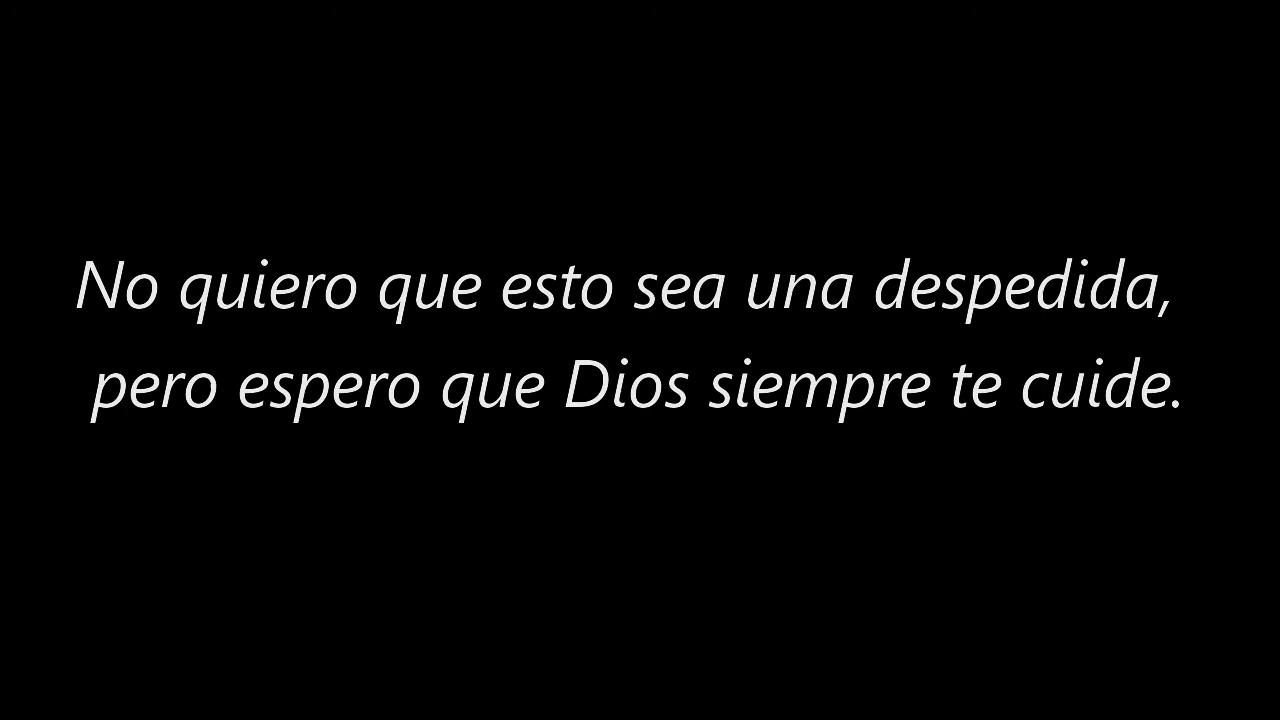 No quiero que esto sea una despedida,
pero espero que Dios siempre te cuide.